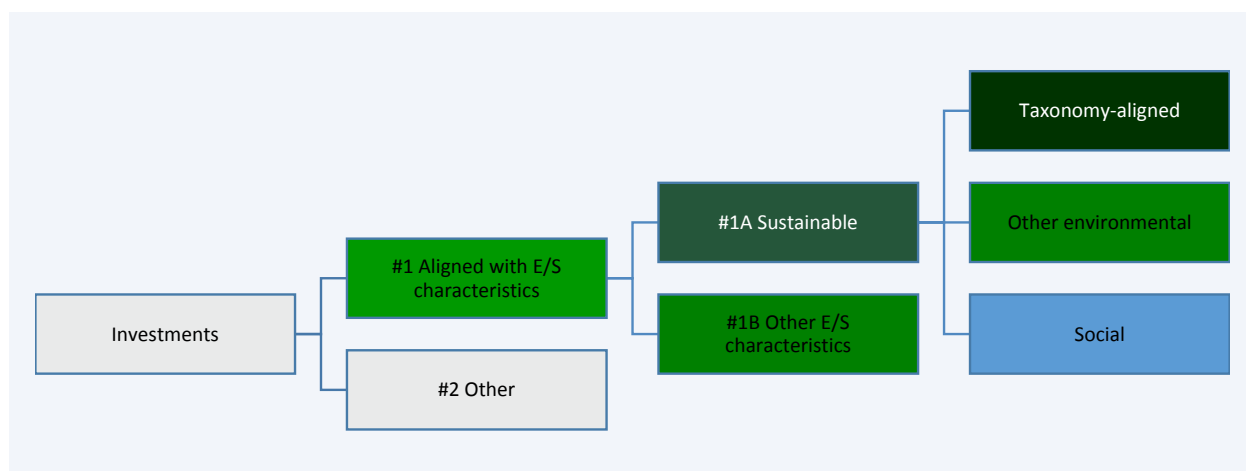 Investments
#1 Aligned with E/S
characteristics
#2 Other
#1A Sustainable
#1B Other E/S
characteristics
Taxonomy-aligned
Other environmental
Social